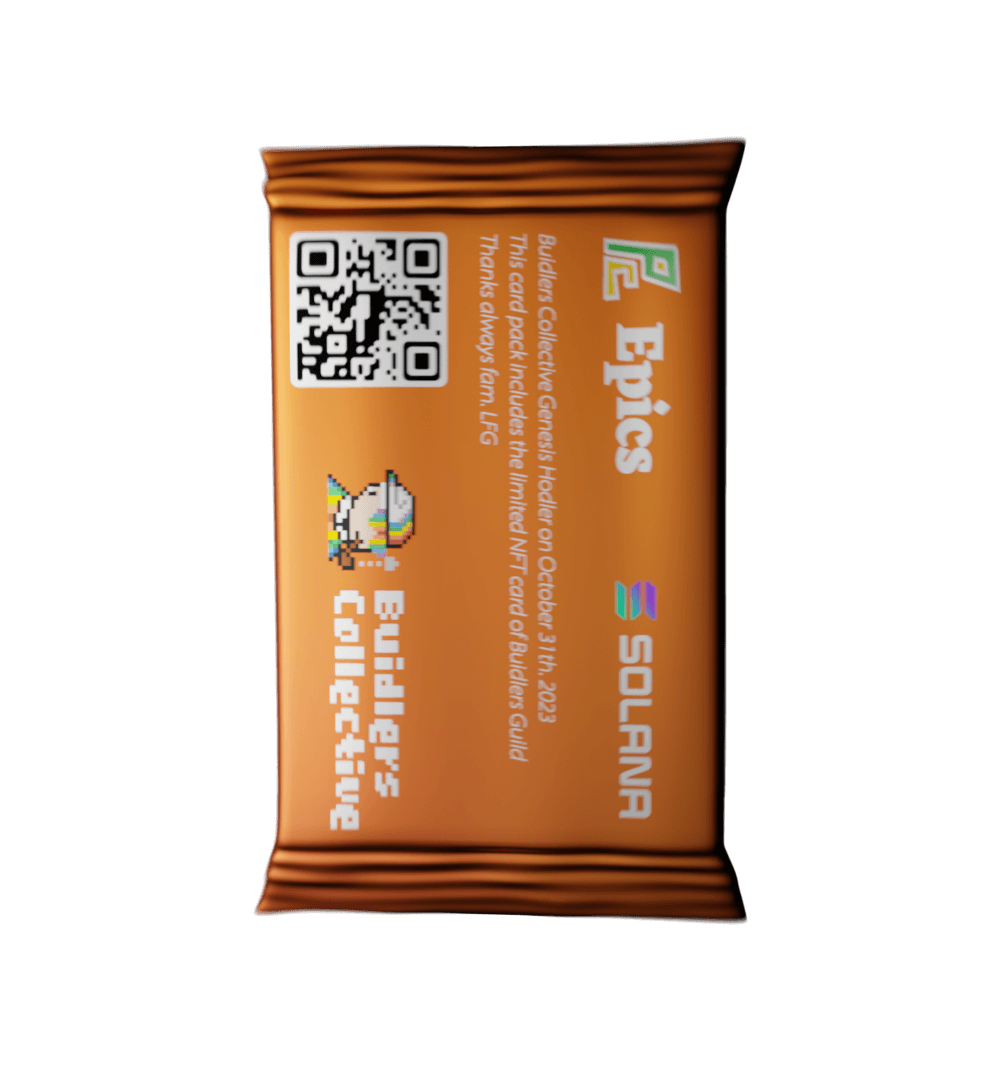 Epics
SOLANA
Buidlers Collective Genesis Hodler on October 31th. 2023
This card pack includes the limited NFT card of Buidlers Guild
Thanks always fam. LFG
Buidlers
Collective